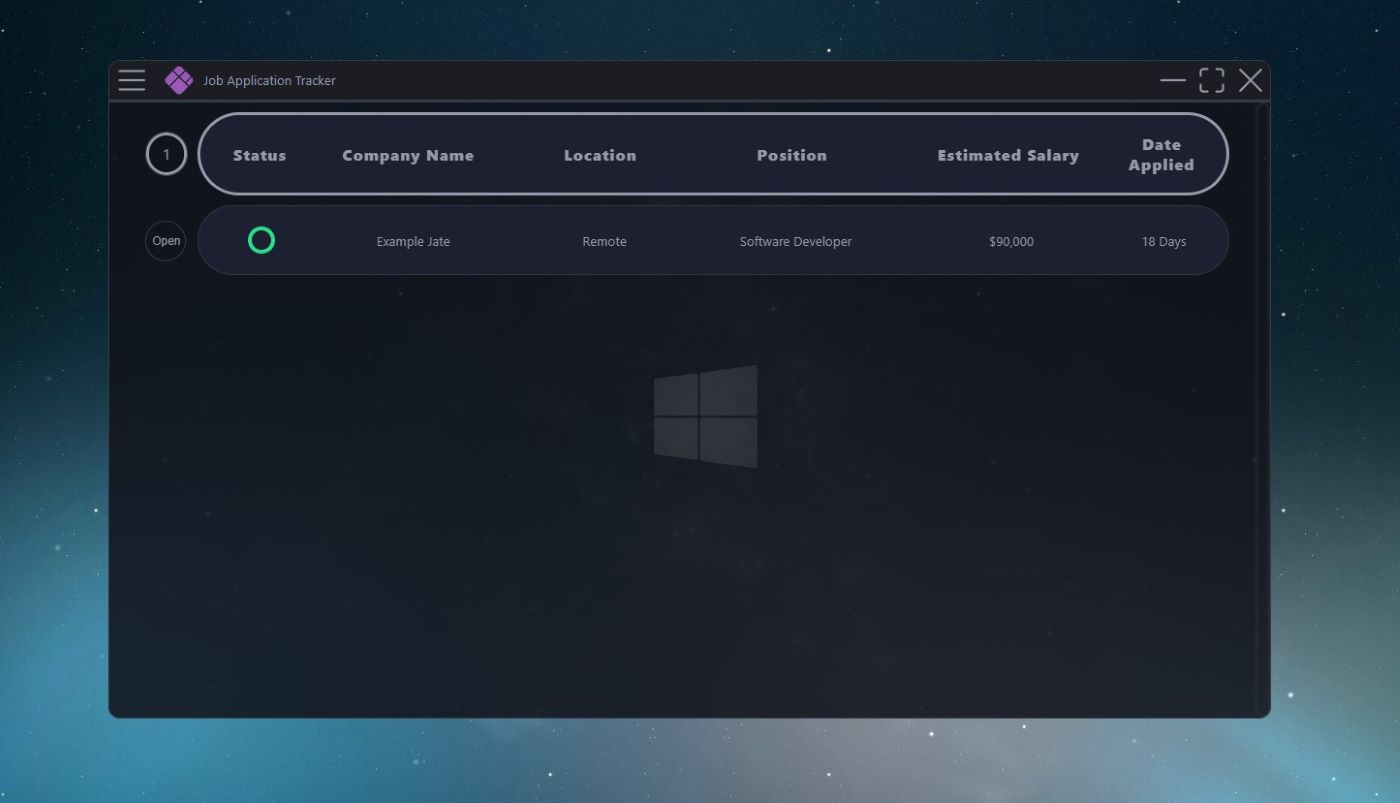 Job Application Tracker
1
Status
Company Name
Location
Position
Estimated Salary
Date
Applied
Open
Example Jate
Remote
Software Developer
$90,000
18 Days